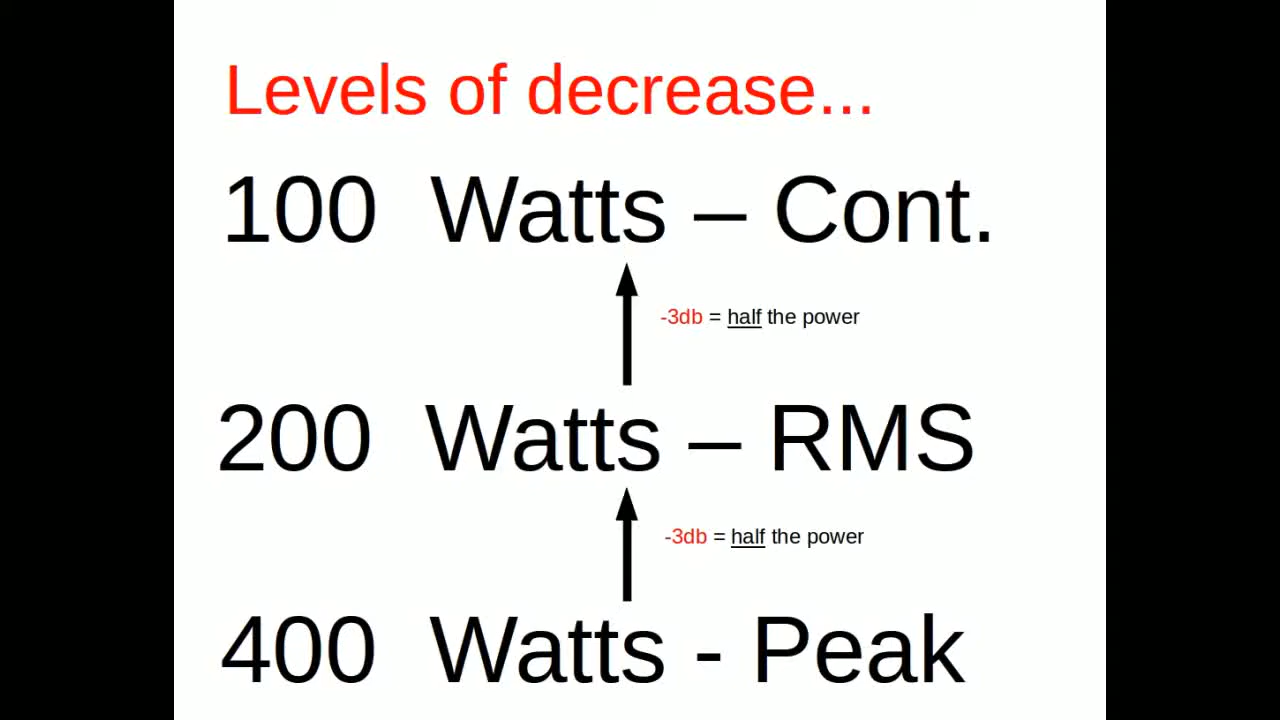 Levels of decrease...
100 Watts – Cont.
-3db = half the power
200 Watts – RMS
-3db = half the power
400 Watts - Peak